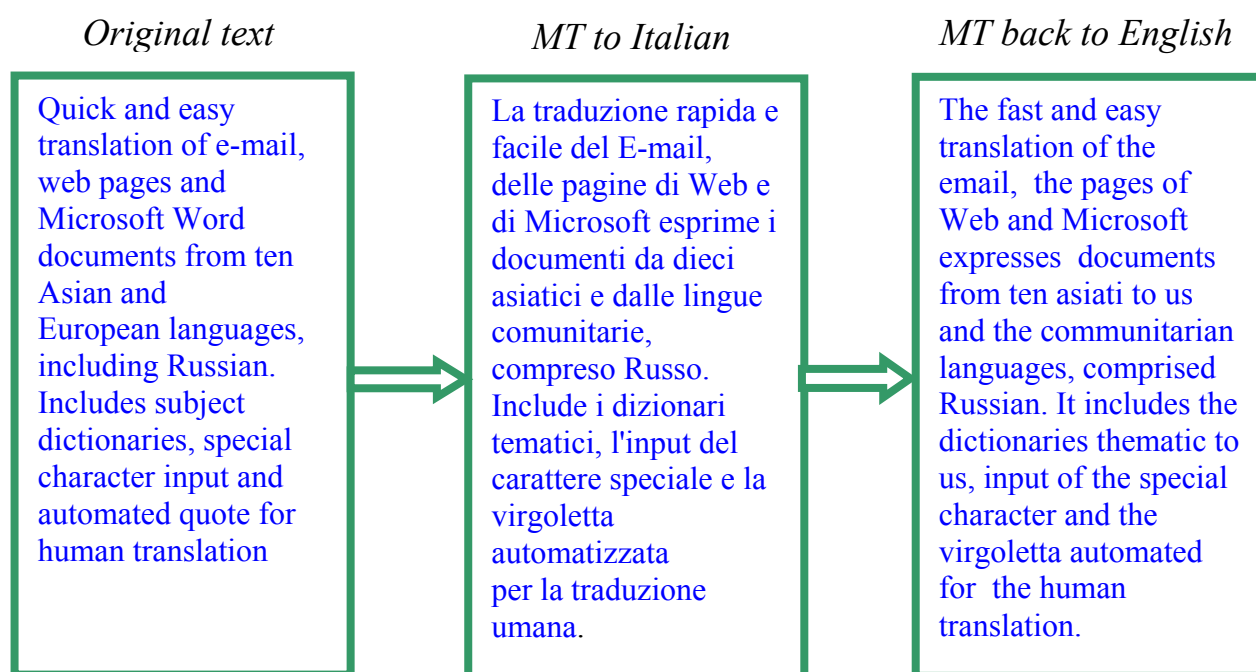 Original text
Quick and easy
translation of e-mail,
web pages and
Microsoft Word
documents from ten
Asian and
European languages,
including Russian.
Includes subject
dictionaries, special
character input and
automated quote for
human translation
MT to Italian
La traduzione rapida e
facile del E-mail,
delle pagine di Web e
di Microsoft esprime i
documenti da dieci
asiatici e dalle lingue
comunitarie,
compreso Russo.
Include i dizionari
tematici, l'input del
carattere speciale e la
virgoletta
automatizzata
per la traduzione
umana.
MT back to English
The fast and easy
translation of the
email, the pages of
Web and Microsoft
expresses documents
from ten asiati to us
and the communitarian
languages, comprised
Russian. It includes the
dictionaries thematic to
us, input of the special
character and the
virgoletta automated
for the human
translation.